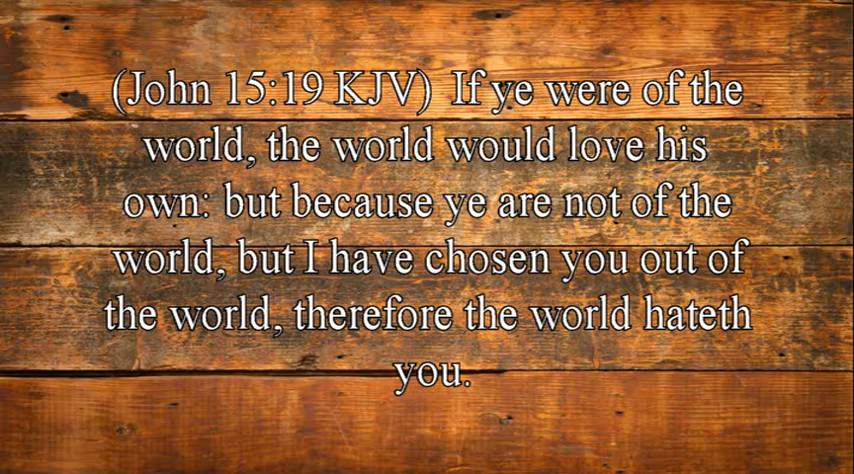 (John 15:19 KJV)  If ye were of the
world, the world would love his
own: but because ye are not of the
world, but I have chosen you out of
the world, therefore the world hateth
you.